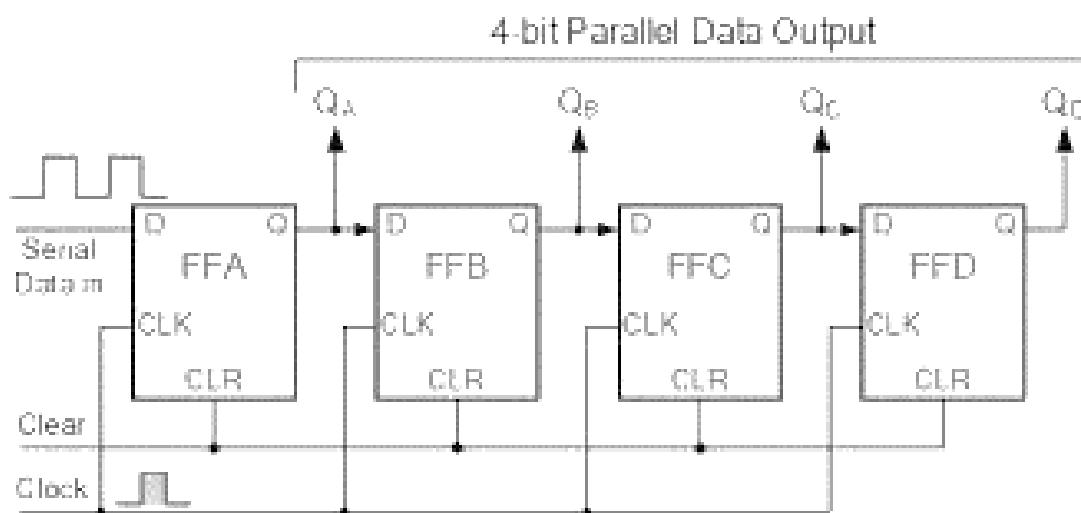 4-bit Parallel Data Output
QA QB QC QD
D Q D Q D Q D Q
Serial
Data in
FFA FFB FFC FFD
CLK CLK CLK CLK
CLR CLR CLR CLR
Clear
Clock